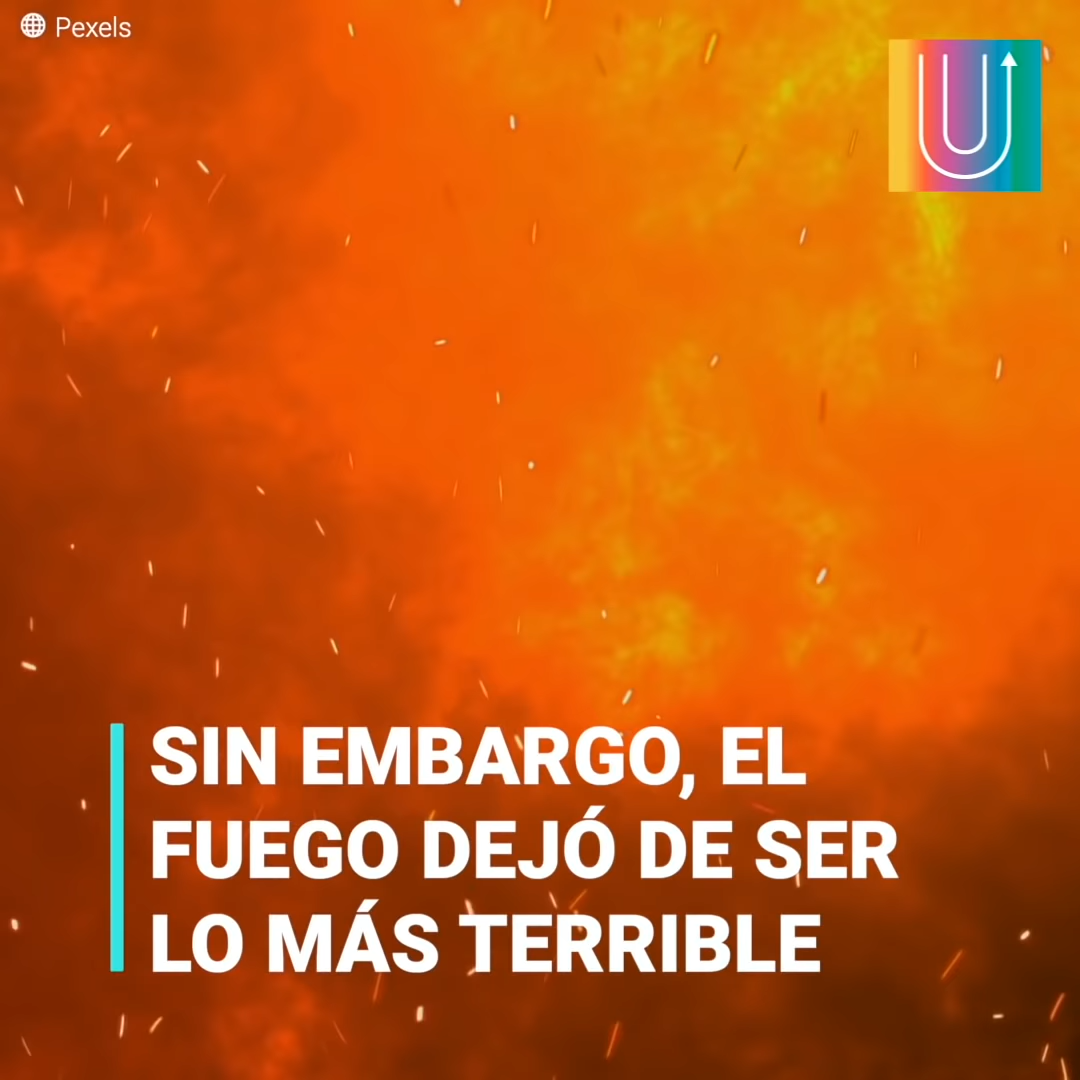 Pexels
U
SIN EMBARGO, EL
FUEGO DEJÓ DE SER
LO MÁS TERRIBLE